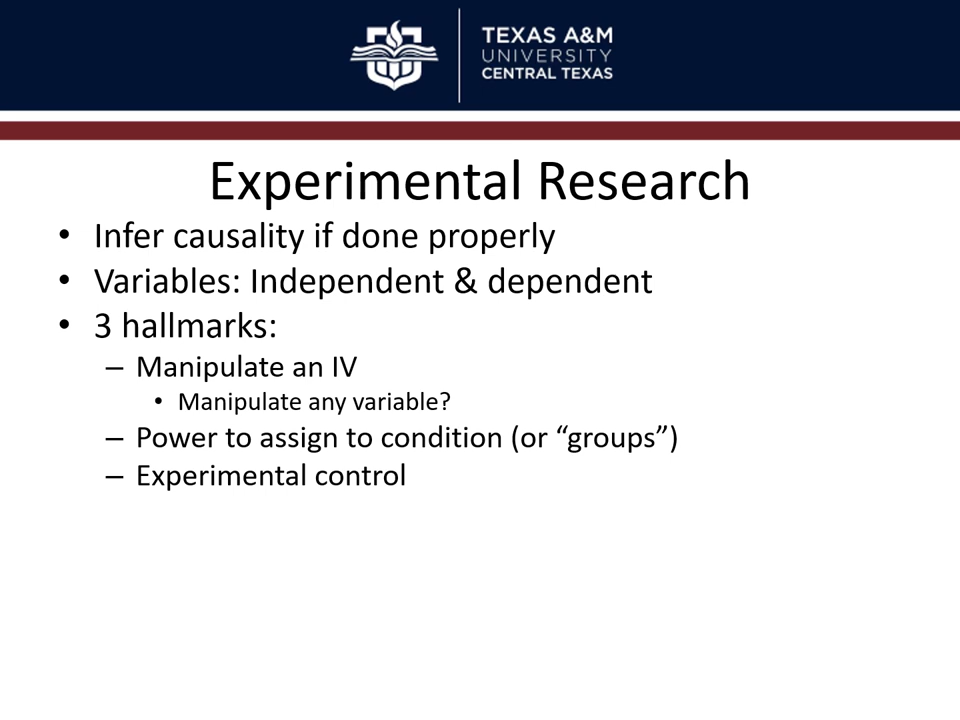 TEXAS A&M
UNIVERSITY
CENTRAL TEXAS
Experimental Research
• Infer causality if done properly
• Variables: Independent & dependent
• 3 hallmarks:
– Manipulate an IV
• Manipulate any variable?
– Power to assign to condition (or “groups”)
– Experimental control